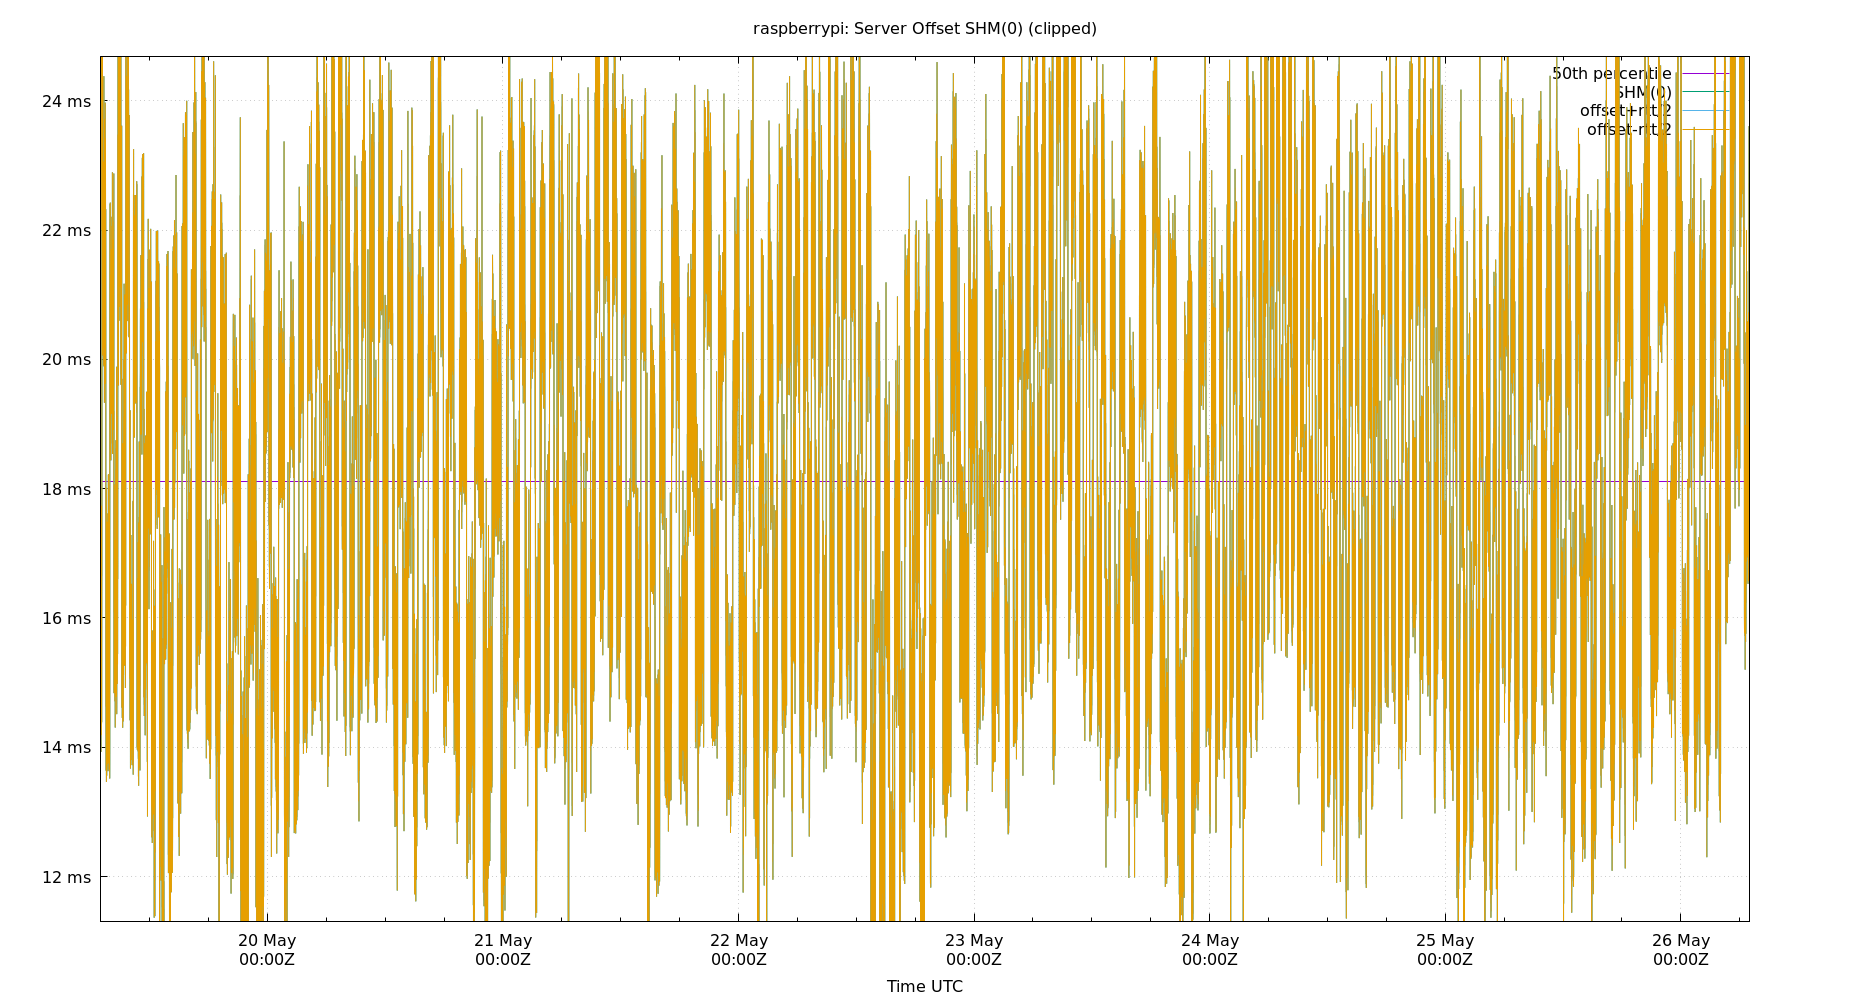 raspberrypi: Server Offset SHM(0) (clipped)
50th percentile
SHM(0)
offset+rtt/2
offset-rtt/2
24 ms
22 ms
20 ms
18 ms
16 ms
14 ms
12 ms
20 May 21 May 22 May 23 May 24 May 25 May 26 May
00:00Z 00:00Z 00:00Z 00:00Z 00:00Z 00:00Z 00:00Z
Time UTC